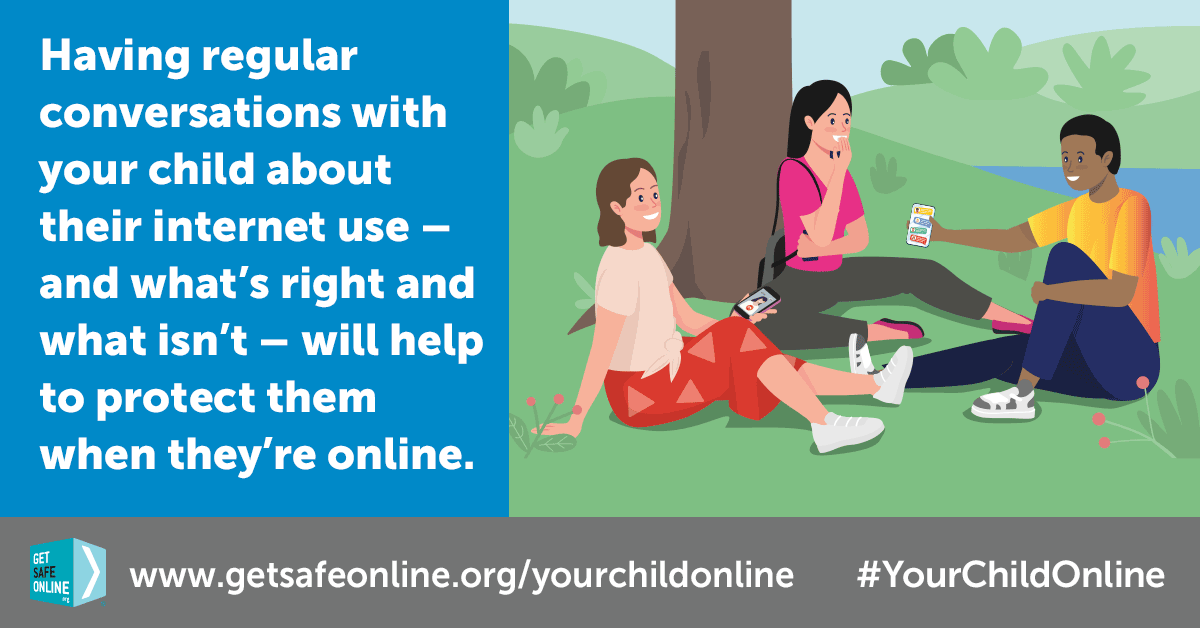 Having regular
conversations with
your child about
their internet use –
and what’s right and
what isn’t – will help
to protect them
when they’re online.
GET
SAFE
ONLINE
.org
www.getsafeonline.org/yourchildonline
#YourChildOnline